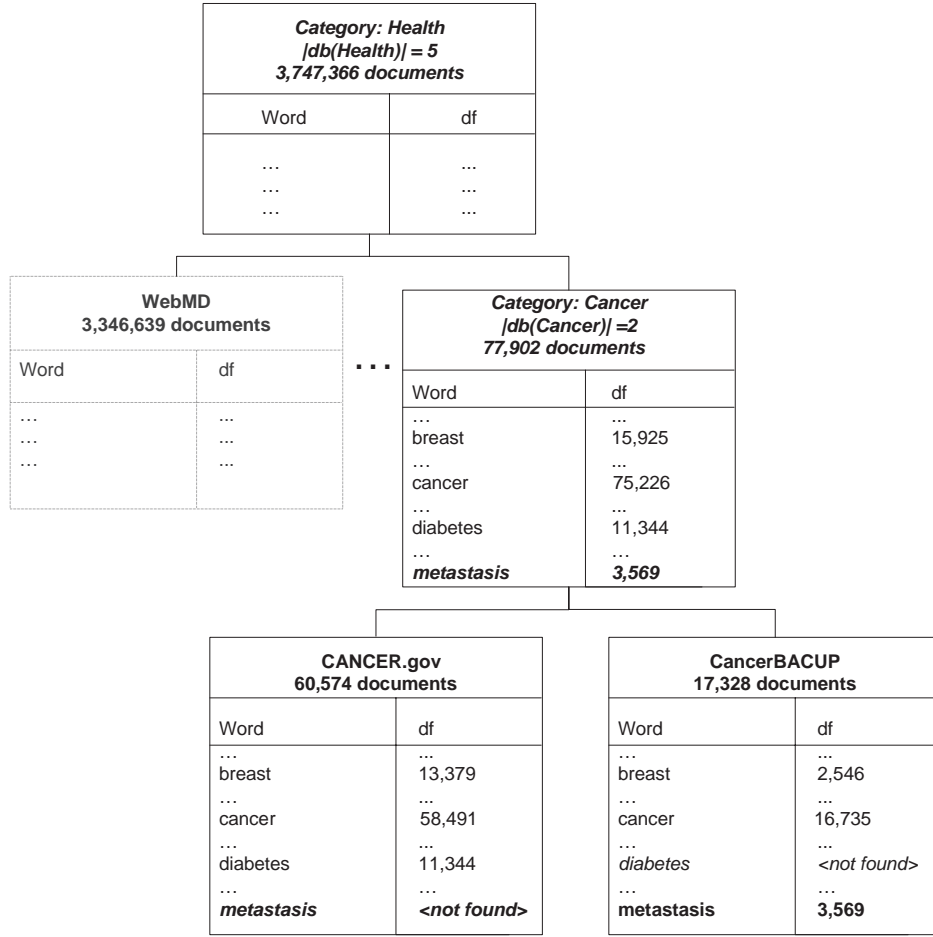 Category: Health
|db(Health)| = 5
3,747,366 documents
Word df
… ...
… ...
… ...
WebMD
3,346,639 documents
Word df
… ...
… ...
… ...
...
Category: Cancer
|db(Cancer)| =2
77,902 documents
Word df
… ...
breast 15,925
… ...
cancer 75,226
… ...
diabetes 11,344
… …
metastasis 3,569
CANCER.gov
60,574 documents
Word df
… ...
breast 13,379
… ...
cancer 58,491
… ...
diabetes 11,344
… …
metastasis <not found>
CancerBACUP
17,328 documents
Word df
… ...
breast 2,546
… ...
cancer 16,735
… ...
diabetes <not found>
… …
metastasis 3,569